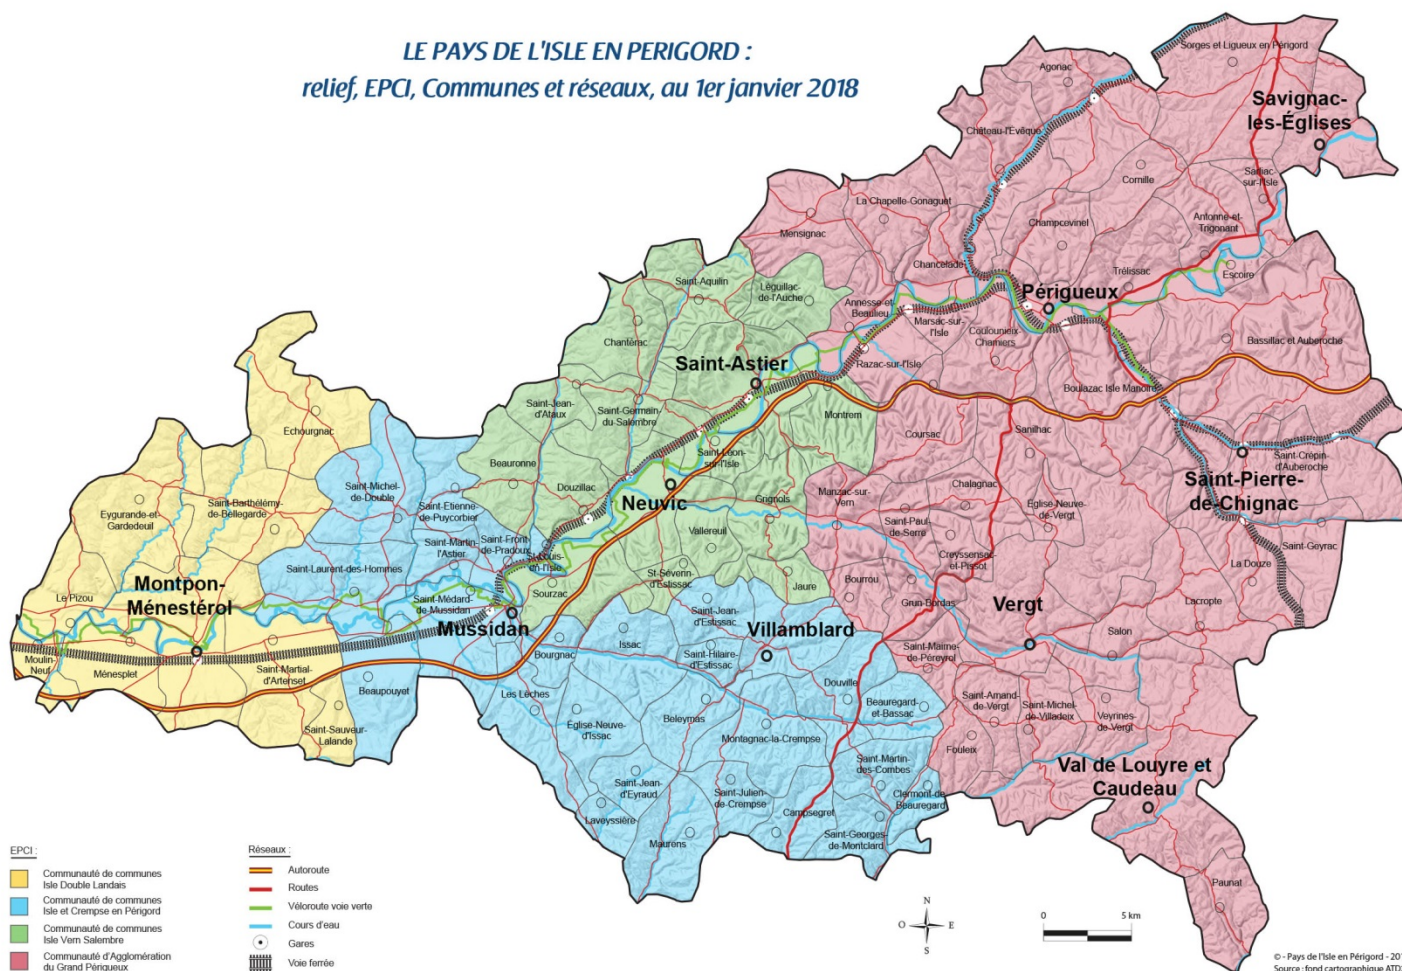 LE PAYS DE L'ISLE EN PERIGORD :
relief, EPCI, Communes et réseaux, au 1er janvier 2018
Sorges et Ligueux en Périgord
Agonac
Savignac-
les-Églises
Château-l'Evêque
Cornille
Sarliac-
sur-l'Isle
La Chapelle-Gonaguet
Champcevinel
Antonne-et-
Trigonant
Mensignac
Chancelade
Trélissac
Escoire
Saint-Aquilin
Léguillac-
de-l'Auche
Annesse-et-
Beaulieu
Périgueux
Marsac-sur-
l'Isle
Coulounieix-
Chamiers
Bassillac et Auberoche
Chantérac
Saint-Astier
Razac-sur-l'Isle
Boulazac Isle Manoire
Saint-Jean-
d'Ataux
Saint-Germain-
du-Salembre
Montrem
Echourgnac
Coursac
Sanilhac
Saint-Léon-
sur-l'Isle
Saint-Crépin-
d'Auberoche
Beauronne
Douzillac
Neuvic
Grignols
Manzac-sur-
Vern
Chalagnac
Saint-Pierre-
de-Chignac
Saint-Michel-
de-Double
Saint-Etienne-
de-Puycorbier
Saint-Barthélémy-
de-Bellegarde
Eygurande-et-
Gardedeuil
Eglise-Neuve-
de-Vergt
Saint-Paul-
de-Serre
Vallereuil
Saint-Martin-
l'Astier
Saint-Front-
de-Pradoux
St-Louis-
en-l'Isle
Creyssensac-
et-Pissot
Saint-Geyrac
La Douze
Saint-Laurent-des-Hommes
St-Séverin-
d'Estissac
Jaure
Bourrou
Montpon-
Ménestérol
Le Pizou
Saint-Médard-
de-Mussidan
Sourzac
Grun-Bordas
Vergt
Lacropte
Saint-Jean-
d'Estissac
Mussidan
Villamblard
Salon
Issac
Bourgnac
Saint-Hilaire-
d'Estissac
Saint-Maime-
de-Péreyrol
Moulin-
Neuf
Ménesplet
Saint-Martial-
d'Artenset
Beaupouyet
Les Lèches
Douville
Beauregard-
et-Bassac
Saint-Amand-
de-Vergt
Saint-Michel-
de-Villadeix
Veyrines-
de-Vergt
Saint-Sauveur-
Lalande
Eglise-Neuve-
d'Issac
Beleymas
Montagnac-la-Crempse
Fouleix
Saint-Martin-
des-Combes
Val de Louyre et
Caudeau
Saint-Jean-
d'Eyraud
Saint-Julien-
de-Crempse
Clermont-de-
Beauregard
Laveyssière
Campsegret
Maurens
Saint-Georges-
de-Montclard
Paunat
EPCI :
Communauté de communes
Isle Double Landais
Communauté de communes
Isle et Crempse en Périgord
Communauté de communes
Isle Vern Salembre
Communauté d'Agglomération
du Grand Périgueux
Réseaux :
Autoroute
Routes
Véloroute voie verte
Cours d'eau
Gares
Voie ferrée
N
O
E
S
0
5 km
© - Pays de l'Isle en Périgord - 201
Source : fond cartographique ATD